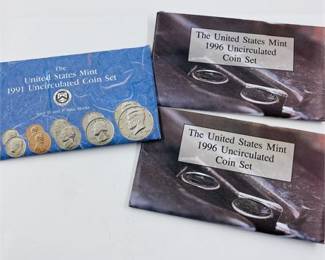 The
United States Mint
1991 Uncirculated Coin Set
The United States Mint
1996 Uncirculated
Coin Set
The United States Mint
1996 Uncirculated
Coin Set